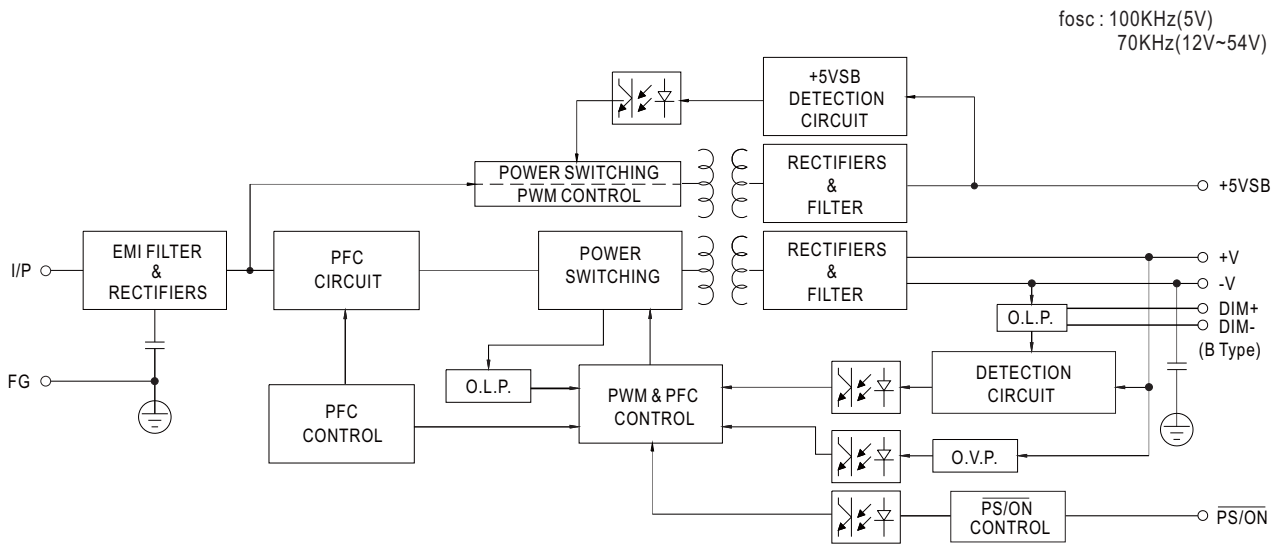 fosc : 100KHz(5V)
70KHz(12V~54V)
+5VSB
DETECTION
CIRCUIT
POWER SWITCHING
PWM CONTROL
RECTIFIERS
&
FILTER
+5VSB
I/P
EMI FILTER
&
RECTIFIERS
PFC
CIRCUIT
POWER
SWITCHING
RECTIFIERS
&
FILTER
+V
-V
O.L.P.
DIM+
DIM-
(B Type)
FG
O.L.P.
PFC
CONTROL
PWM & PFC
CONTROL
DETECTION
CIRCUIT
O.V.P.
PS/ON
CONTROL
PS/ON